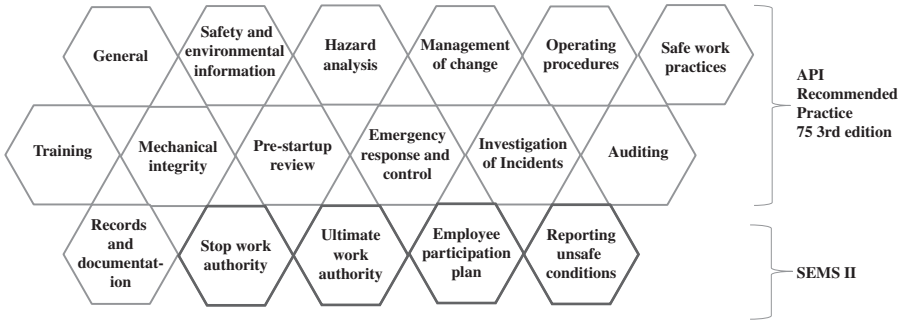 General
Safety and
environmental
information
Hazard
analysis
Management
of change
Operating
procedures
Safe work
practices
Training
Mechanical
integrity
Pre-startup
review
Emergency
response and
control
Investigation
of Incidents
Auditing
Records
and
documentat-
ion
Stop work
authority
Ultimate
work
authority
Employee
participation
plan
Reporting
unsafe
conditions
API
Recommended
Practice
75 3rd edition
SEMS II